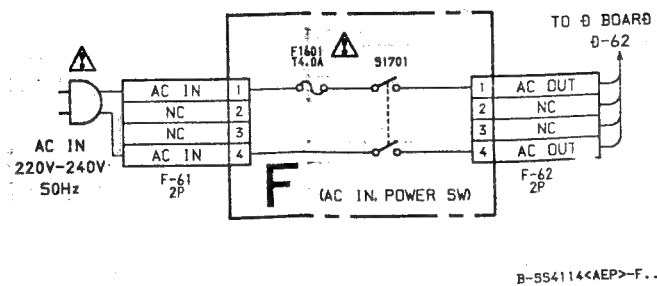 TO D BOARD
D-62
F1601
T4.0A
S1701
AC IN 1
NC 2
NC 3
AC IN 4
1 AC OUT
2 NC
3 NC
4 AC OUT
AC IN
220V-240V
50Hz
F-61
2P
F-62
2P
F
(AC IN, POWER SW)
B-SS4114<AEP>-F..